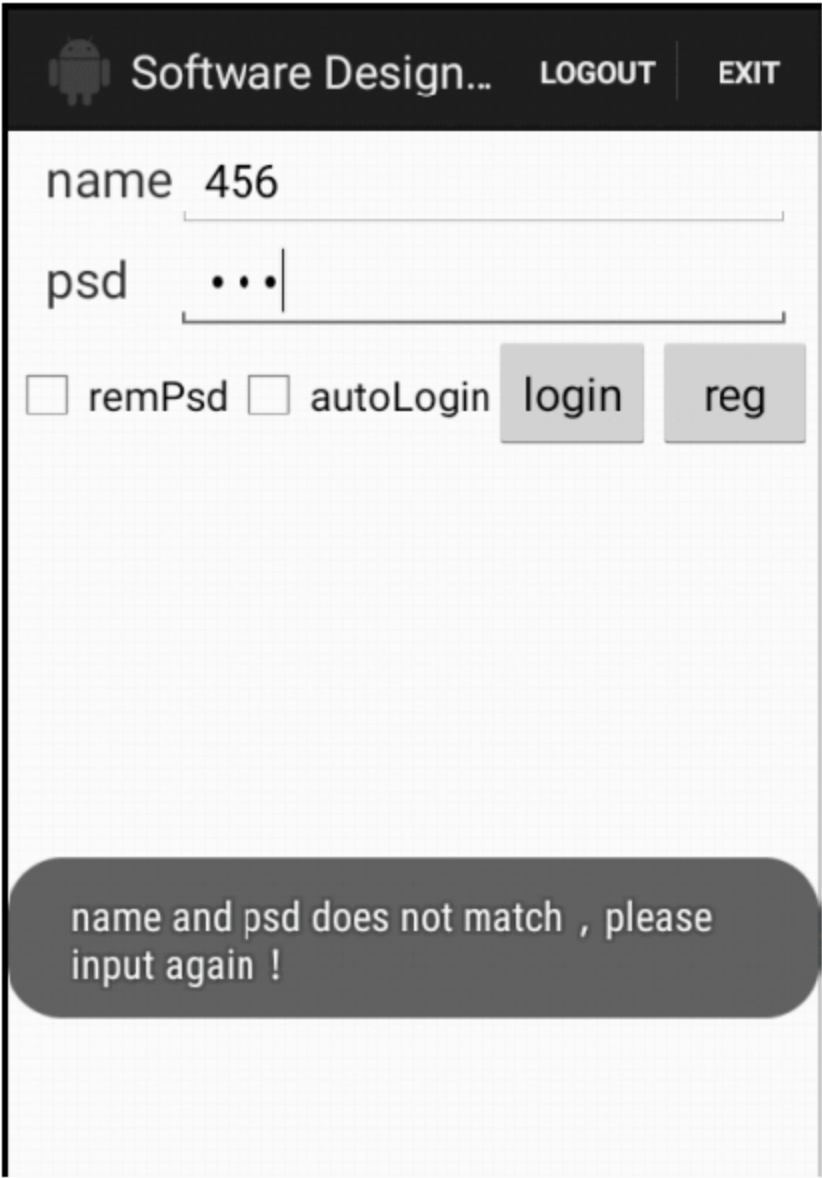 Software Design... LOGOUT EXIT
name 456
psd •••
remPsd autoLogin login reg
name and psd does not match , please
input again !